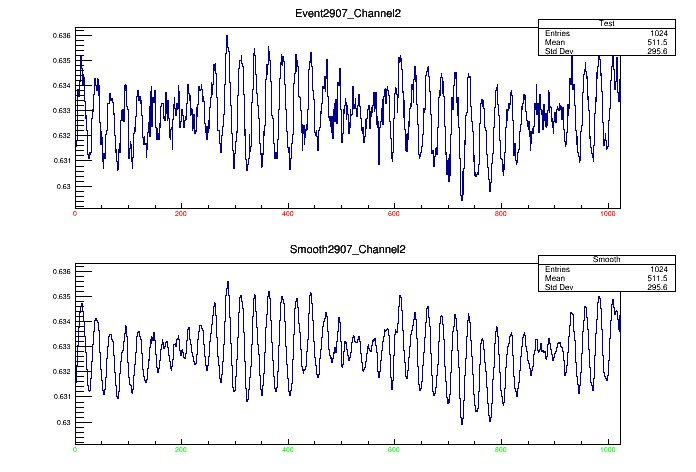 Event2907_Channel2
Test
Entries 1024
Mean 511.5
Std Dev 295.6
0.636
0.635
0.634
0.633
0.632
0.631
0.63
0 200 400 600 800 1000
Smooth2907_Channel2
Smooth
Entries 1024
Mean 511.5
Std Dev 295.6
0.636
0.635
0.634
0.633
0.632
0.631
0.63
0 200 400 600 800 1000